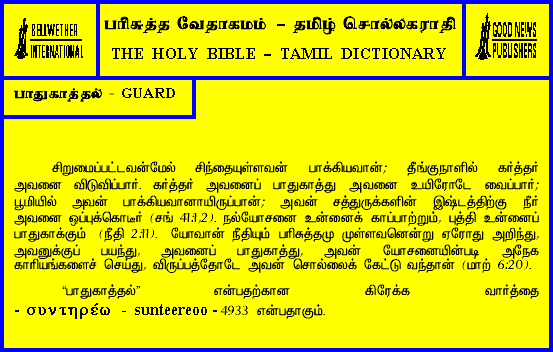 BELLWETHER
INTERNATIONAL
பரிசுத்த வேதாகமம் – தமிழ் சொல்லகராதி
THE HOLY BIBLE – TAMIL DICTIONARY
GOOD NEWS
PUBLISHERS
பாதுகாத்தல் - GUARD
சிறுமைப்பட்டவன்மேல் சிந்தையுள்ளவன் பாக்கியவான்; தீங்குநாளில் கர்த்தர்
அவனை விடுவிப்பார். கர்த்தர் அவனைப் பாதுகாத்து அவனை உயிரோடே வைப்பார்;
பூமியில் அவன் பாக்கியவானாயிருப்பான்; அவன் சத்துருக்களின் இஷ்டத்திற்கு நீர்
அவனை ஒப்புக்கொடீர் (சங் 41:1,2). நல்யோசனை உன்னைக் காப்பாற்றும், புத்தி உன்னைப்
பாதுகாக்கும் (நீதி 2:11). யோவான் நீதியும் பரிசுத்தமு முள்ளவனென்று ஏரோது அறிந்து,
அவனுக்குப் பயந்து, அவனைப் பாதுகாத்து, அவன் யோசனையின்படி அநேக
காரியங்களைச் செய்து, விருப்பத்தோடே அவன் சொல்லைக் கேட்டு வந்தான் (மாற் 6:20).
“பாதுகாத்தல்” என்பதற்கான கிரேக்க வார்த்தை
- συντηρέω - sunteereoo - 4933 என்பதாகும்.